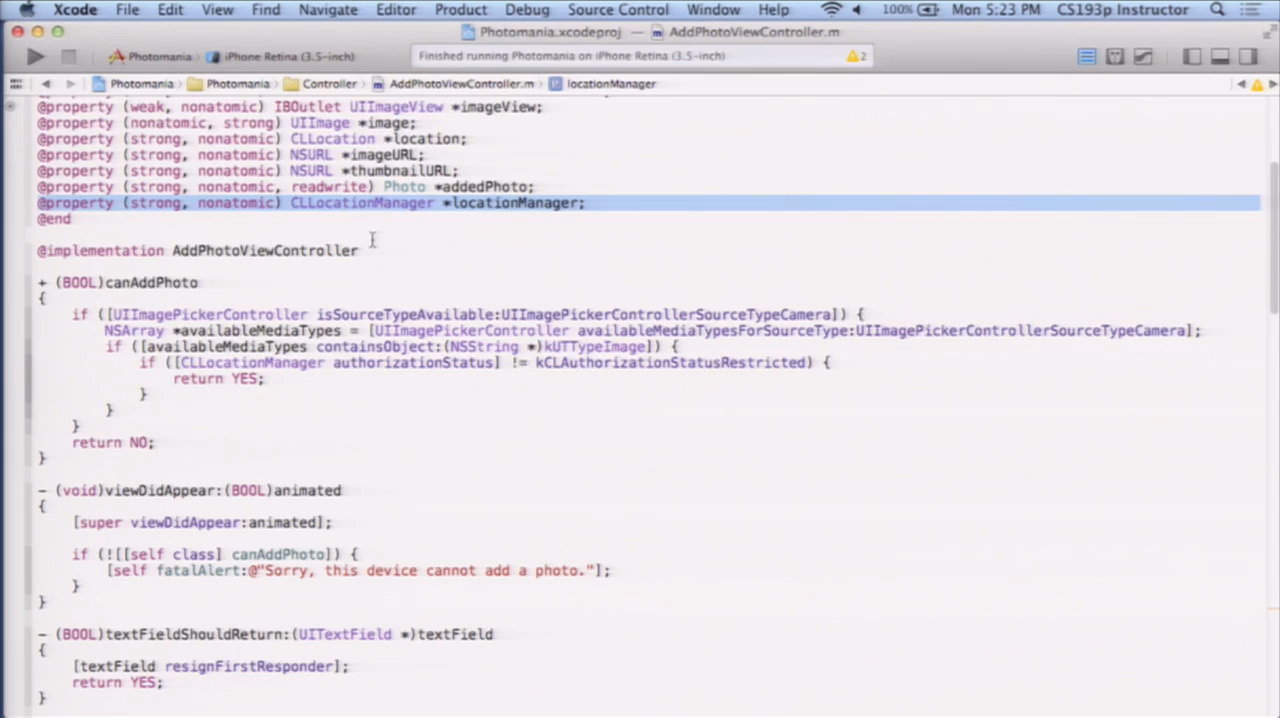 Xcode File Edit View Find Navigate Editor Product Debug Source Control Window Help 100% Mon 5:23 PM CS193p Instructor
Photomania.xcodeproj — AddPhotoViewController.m
Photomania iPhone Retina (3.5-inch) Finished running Photomania on iPhone Retina (3.5-inch) 2
Photomania Photomania Controller AddPhotoViewController.m locationManager
@property (weak, nonatomic) IBOutlet UIImageView *imageView;
@property (nonatomic, strong) UIImage *image;
@property (strong, nonatomic) CLLocation *location;
@property (strong, nonatomic) NSURL *imageURL;
@property (strong, nonatomic) NSURL *thumbnailURL;
@property (strong, nonatomic, readwrite) Photo *addedPhoto;
@property (strong, nonatomic) CLLocationManager *locationManager;
@end
@implementation AddPhotoViewController
+ (BOOL)canAddPhoto
{
if ([UIImagePickerController isSourceTypeAvailable:UIImagePickerControllerSourceTypeCamera]) {
NSArray *availableMediaTypes = [UIImagePickerController availableMediaTypesForSourceType:UIImagePickerControllerSourceTypeCamera];
if ([availableMediaTypes containsObject:(NSString *)kUTTypeImage]) {
if ([CLLocationManager authorizationStatus] != kCLAuthorizationStatusRestricted) {
return YES;
}
}
}
return NO;
}
- (void)viewDidAppear:(BOOL)animated
{
[super viewDidAppear:animated];
if (![[self class] canAddPhoto]) {
[self fatalAlert:@"Sorry, this device cannot add a photo."];
}
}
- (BOOL)textFieldShouldReturn:(UITextField *)textField
{
[textField resignFirstResponder];
return YES;
}